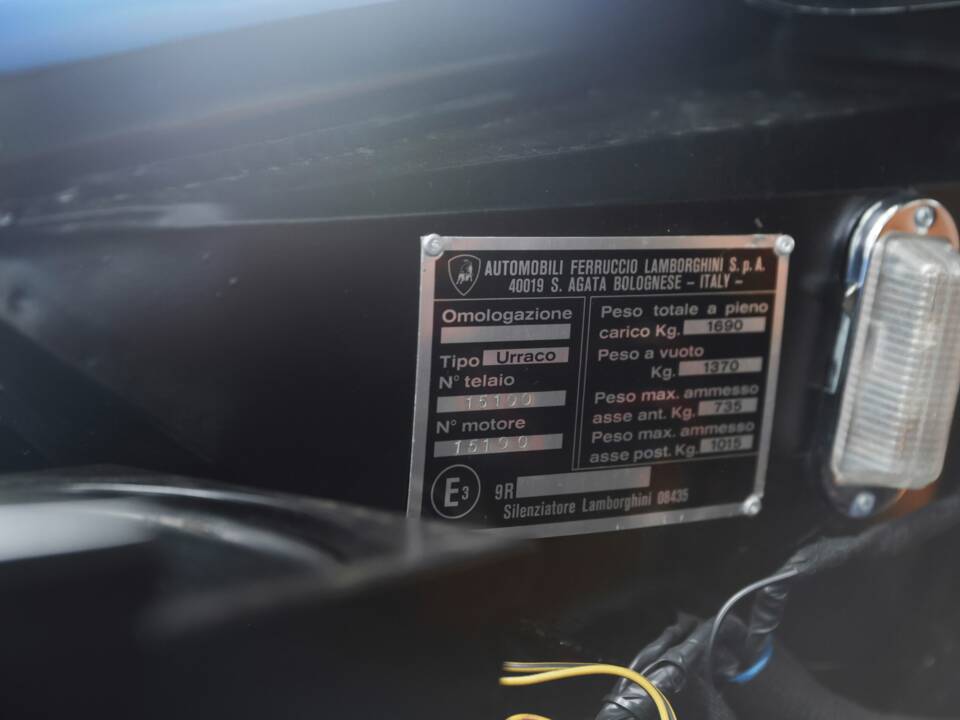 AUTOMOBILI FERRUCCIO LAMBORGHINI S.p.A.
40019 S. AGATA BOLOGNESE - ITALY -
Omologazione
Tipo Urraco
N° telaio
15100
N° motore
15100
Peso totale a pieno
carico Kg. 1690
Peso a vuoto
Kg. 1370
Peso max. ammesso
asse ant. Kg. 735
Peso max. ammesso
asse post. Kg. 1015
E3 9R
Silenziatore Lamborghini 08435